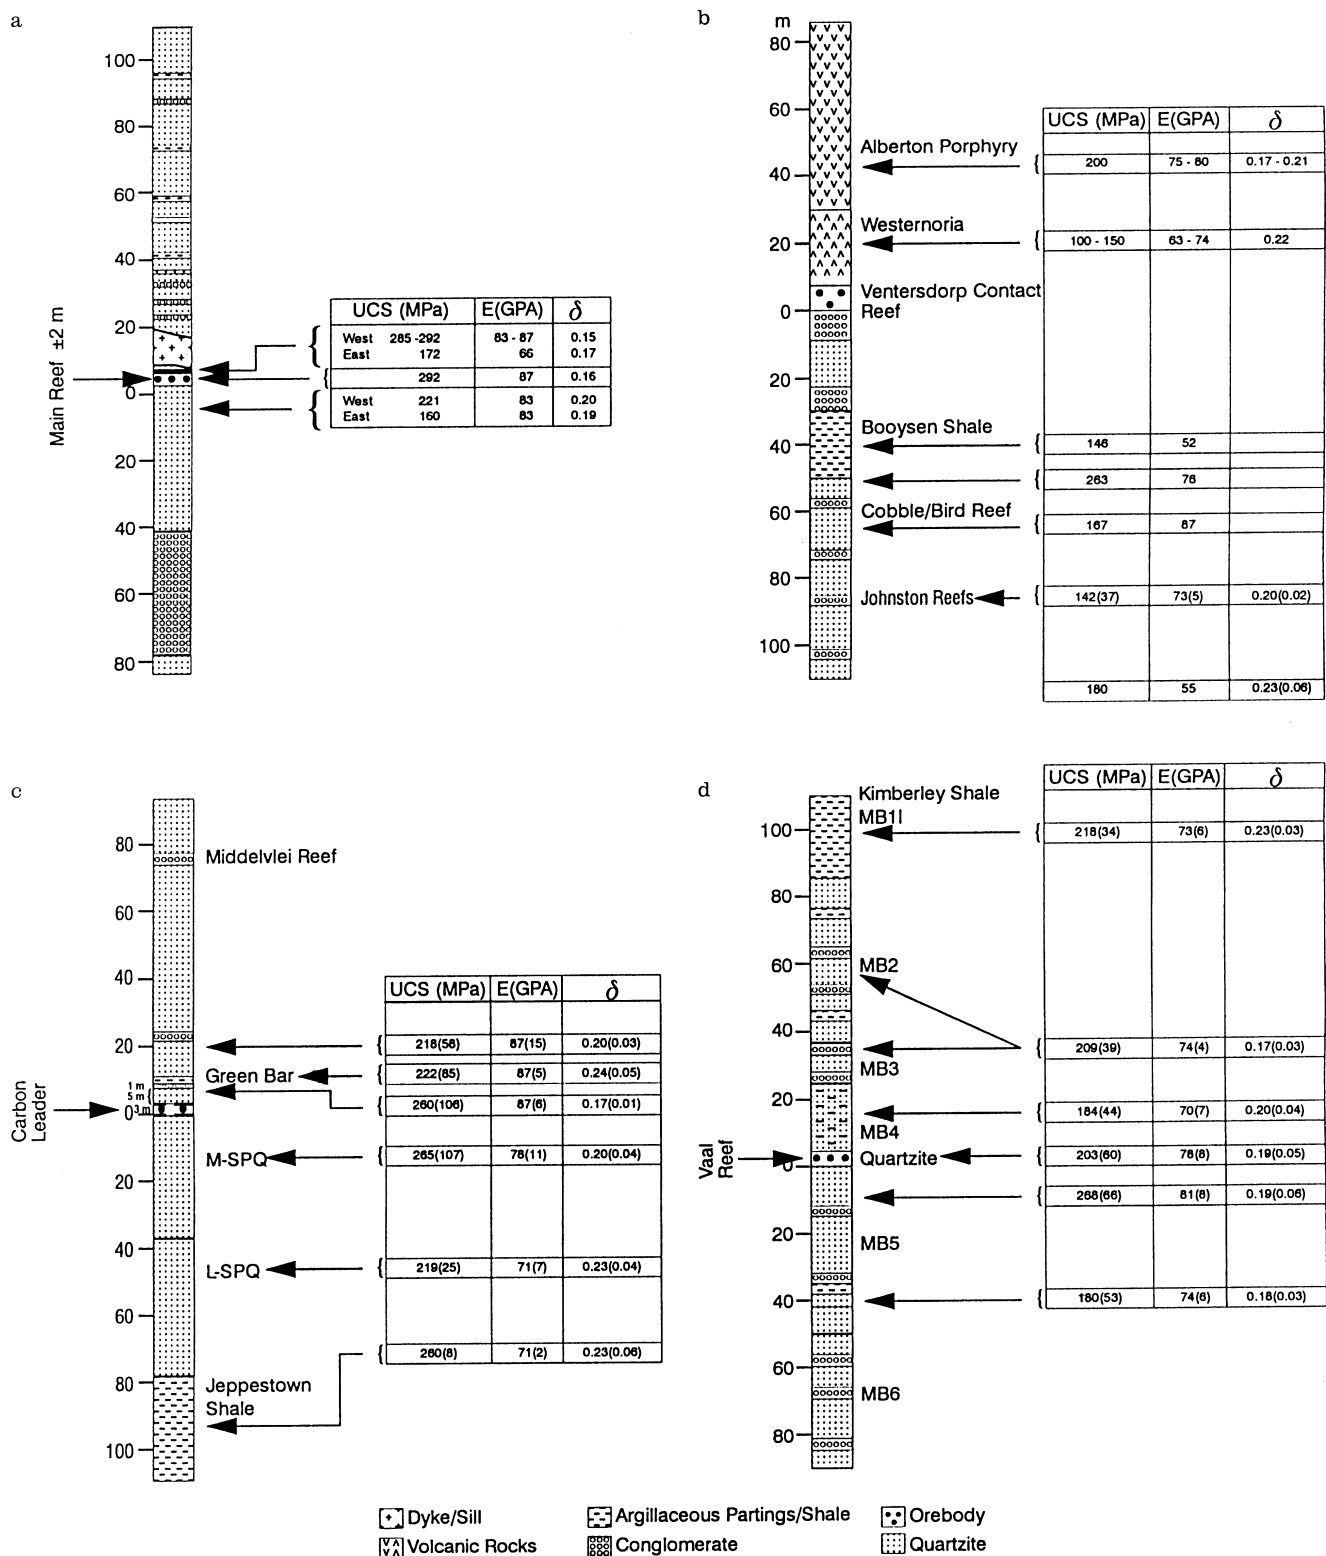 a
100
80
60
40
20
0
20
40
60
80
Main Reef ±2 m
UCS (MPa) E(GPA) δ
West 285-292 83 - 87 0.15
East 172 66 0.17
292 87 0.16
West 221 83 0.20
East 160 83 0.19
b
m
80
60
40
20
0
20
40
60
80
100
Alberton Porphyry
Westernoria
Ventersdorp Contact
Reef
Booysen Shale
Cobble/Bird Reef
Johnston Reefs
UCS (MPa) E(GPA) δ
200 75 - 80 0.17 - 0.21
100 - 150 63 - 74 0.22
146 52
263 76
167 87
142(37) 73(5) 0.20(0.02)
180 55 0.23(0.06)
c
80
60
40
20
1 m
5 m
0 3 m
20
40
60
80
100
Carbon
Leader
Middelvlei Reef
Green Bar
M-SPQ
L-SPQ
Jeppestown
Shale
UCS (MPa) E(GPA) δ
218(58) 87(15) 0.20(0.03)
222(85) 87(5) 0.24(0.05)
260(106) 87(6) 0.17(0.01)
265(107) 78(11) 0.20(0.04)
219(25) 71(7) 0.23(0.04)
260(8) 71(2) 0.23(0.06)
d
100
80
60
40
20
0
20
40
60
80
Vaal
Reef
Kimberley Shale
MB1I
MB2
MB3
MB4
Quartzite
MB5
MB6
UCS (MPa) E(GPA) δ
218(34) 73(6) 0.23(0.03)
209(39) 74(4) 0.17(0.03)
184(44) 70(7) 0.20(0.04)
203(60) 78(8) 0.19(0.05)
268(66) 81(8) 0.19(0.06)
180(53) 74(6) 0.18(0.03)
Dyke/Sill
Argillaceous Partings/Shale
Orebody
Volcanic Rocks
Conglomerate
Quartzite